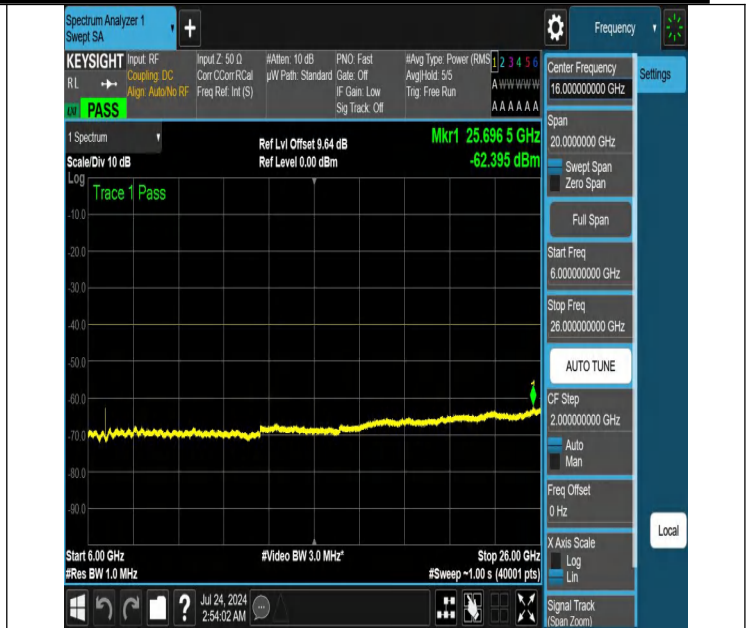 Spectrum Analyzer 1
Swept SA
+
Frequency
KEYSIGHT
RL
LXI PASS
Input: RF
Coupling: DC
Align: Auto/No RF
Input Z: 50 Ω
Corr CCorr RCal
Freq Ref: Int (S)
#Atten: 10 dB
µW Path: Standard
PNO: Fast
Gate: Off
IF Gain: Low
Sig Track: Off
#Avg Type: Power (RMS
Avg|Hold: 5/5
Trig: Free Run
1 2 3 4 5 6
A W W W W W
A A A A A A
1 Spectrum
Scale/Div 10 dB
Ref Lvl Offset 9.64 dB
Ref Level 0.00 dBm
Mkr1 25.696 5 GHz
-62.395 dBm
Log
Trace 1 Pass
-10.0
-20.0
-30.0
-40.0
-50.0
-60.0
-70.0
-80.0
-90.0
1
Start 6.00 GHz
#Res BW 1.0 MHz
#Video BW 3.0 MHz*
Stop 26.00 GHz
#Sweep ~1.00 s (40001 pts)
?
Jul 24, 2024
2:54:02 AM
Center Frequency
16.000000000 GHz
Settings
Span
20.0000000 GHz
Swept Span
Zero Span
Full Span
Start Freq
6.000000000 GHz
Stop Freq
26.000000000 GHz
AUTO TUNE
CF Step
2.000000000 GHz
Auto
Man
Freq Offset
0 Hz
X Axis Scale
Log
Lin
Signal Track
(Span Zoom)
Local